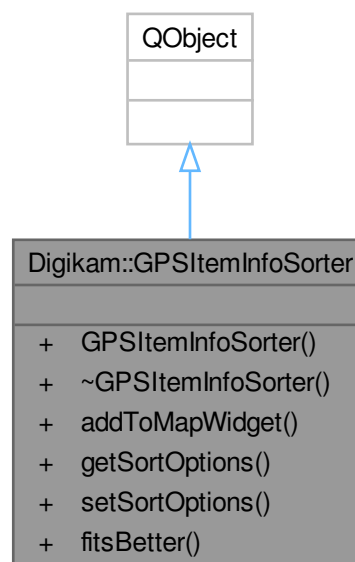 QObject
Digikam::GPSItemInfoSorter
+ GPSItemInfoSorter()
+ ~GPSItemInfoSorter()
+ addToMapWidget()
+ getSortOptions()
+ setSortOptions()
+ fitsBetter()